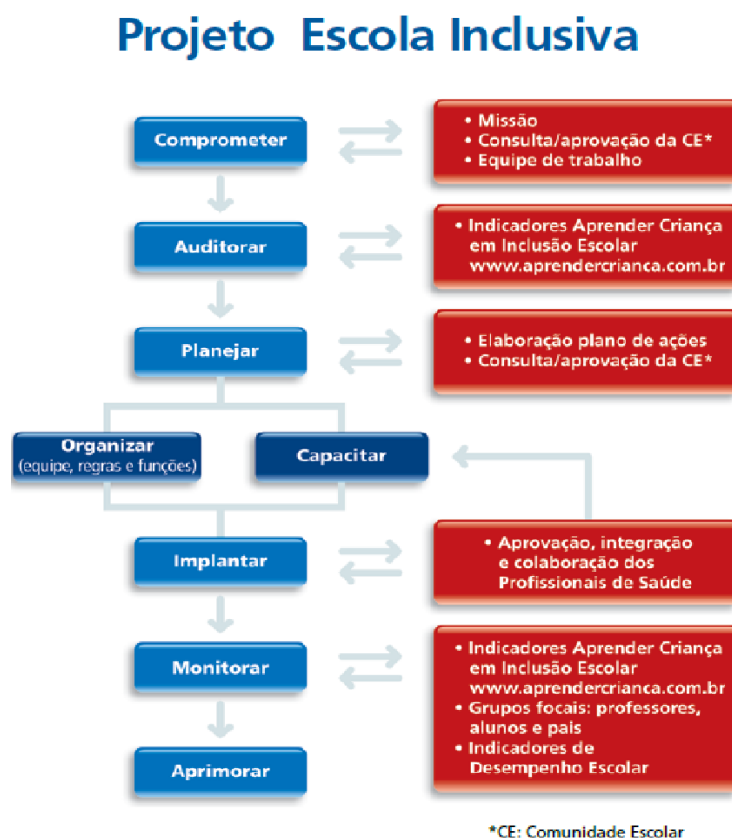 Projeto Escola Inclusiva
Comprometer
• Missão
• Consulta/aprovação da CE*
• Equipe de trabalho
Auditorar
• Indicadores Aprender Criança
em Inclusão Escolar
www.aprendercrianca.com.br
Planejar
• Elaboração plano de ações
• Consulta/aprovação da CE*
Organizar
(equipe, regras e funções)
Capacitar
Implantar
• Aprovação, integração
e colaboração dos
Profissionais de Saúde
Monitorar
• Indicadores Aprender Criança
em Inclusão Escolar
www.aprendercrianca.com.br
• Grupos focais: professores,
alunos e pais
• Indicadores de
Desempenho Escolar
Aprimorar
*CE: Comunidade Escolar